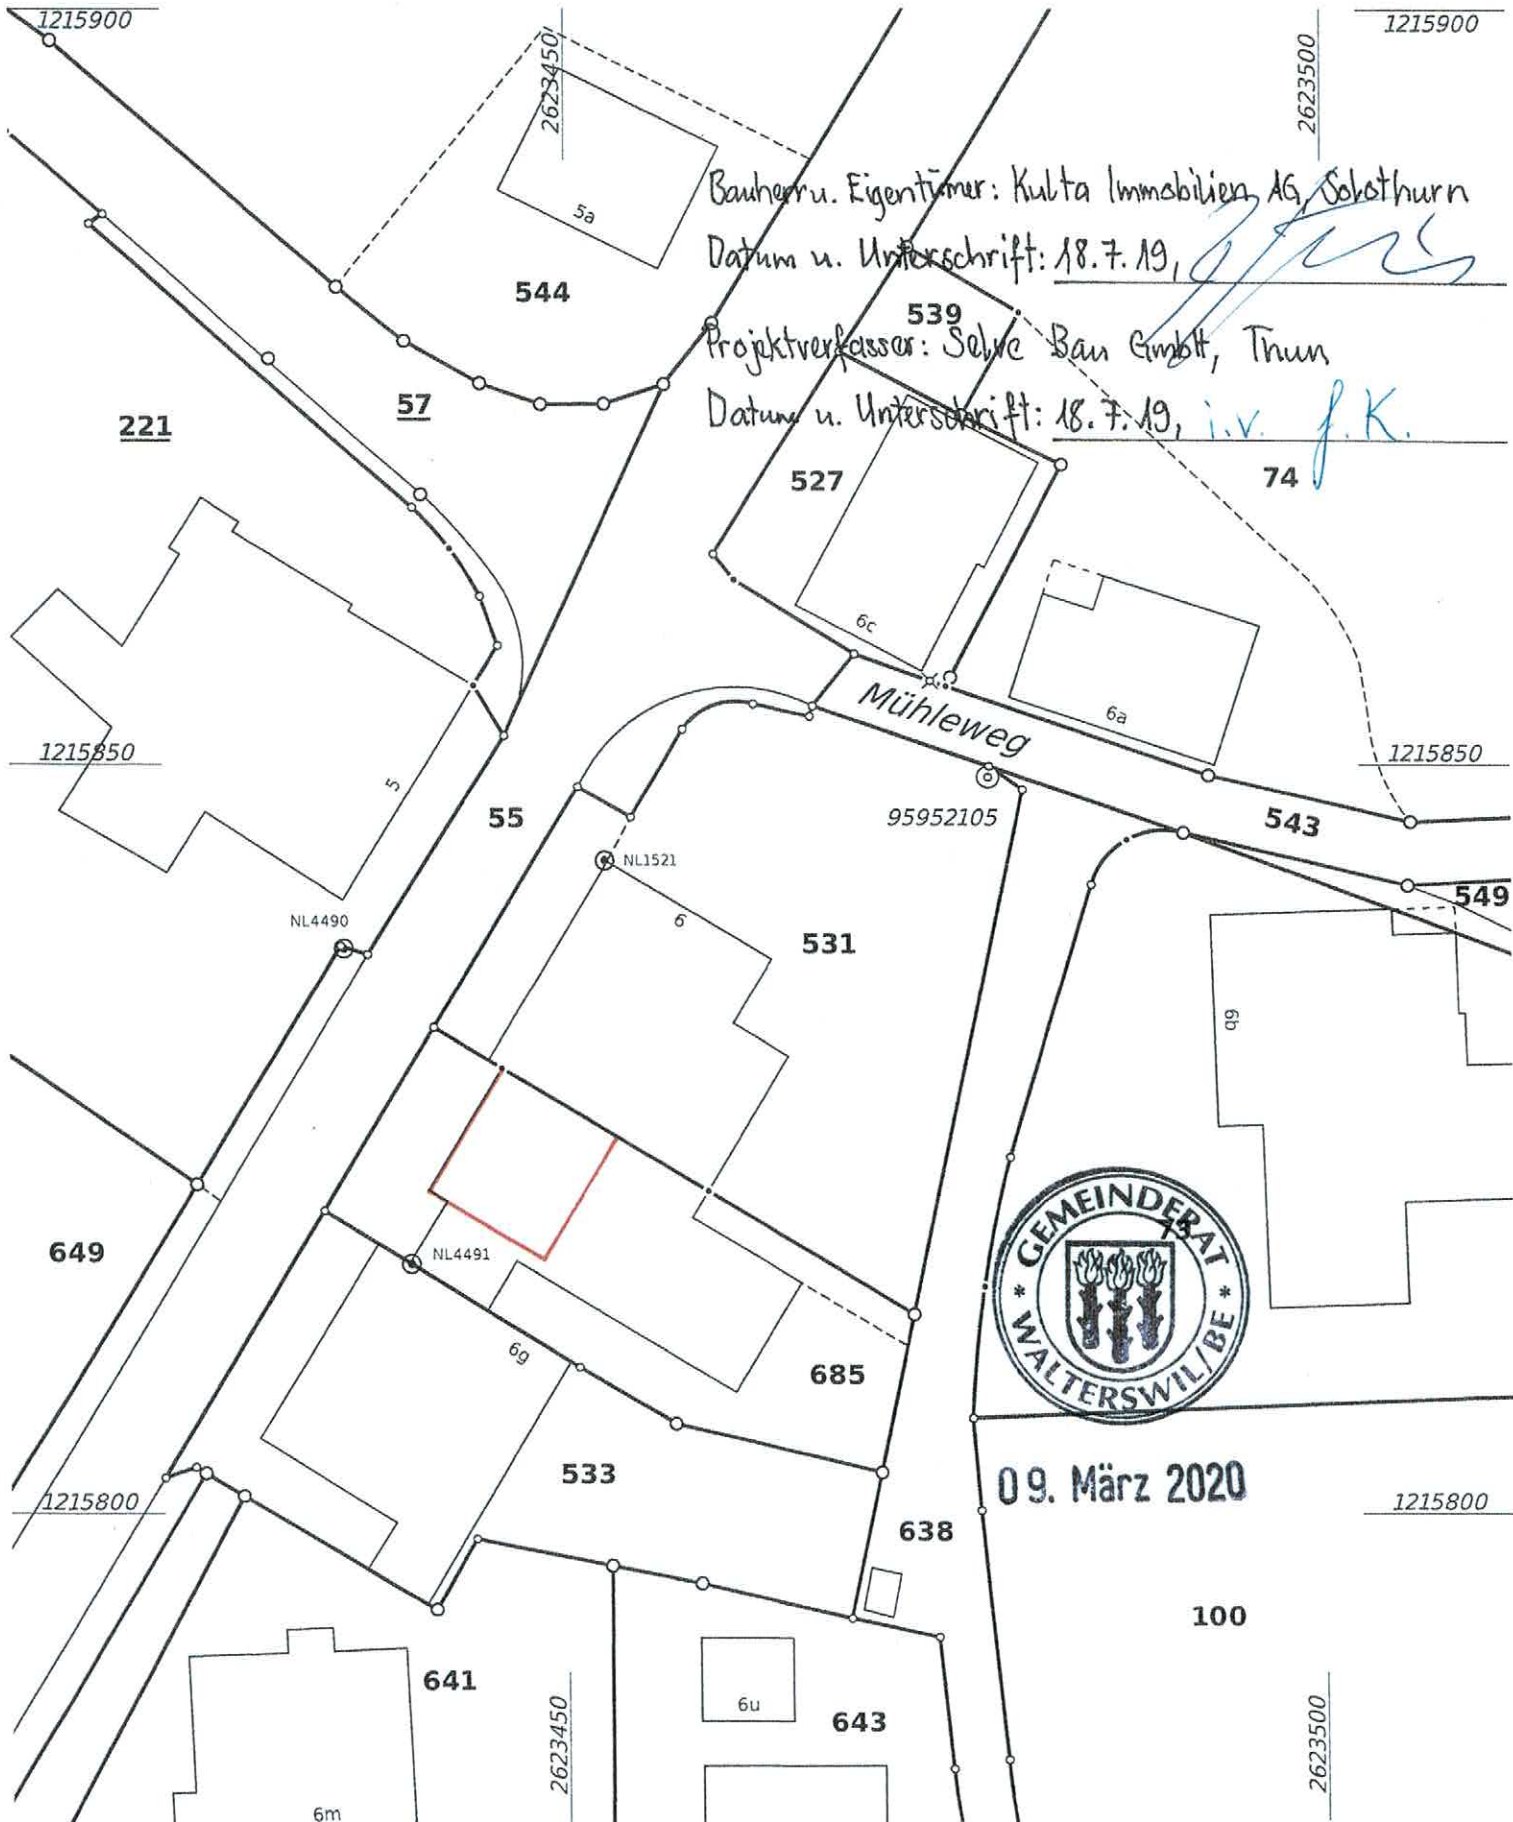 1215900
2623450
2623500
1215900
Bauherr u. Eigentümer: Kulta Immobilien AG, Solothurn
5a
Datum u. Unterschrift: 18.7.19,
544
539
Projektverfasser: Selve Bau GmbH, Thun
57
221
Datum u. Unterschrift: 18.7.19, i.v. f.K.
527
74
6c
Mühleweg
6a
1215850
1215850
5
55
95952105
543
NL1521
549
NL4490
6
531
6b
GEMEINDERAT
73
649
NL4491
* WALTERSWIL/BE *
6g
685
533
09. März 2020
1215800
638
1215800
100
641
6u
643
2623450
2623500
6m